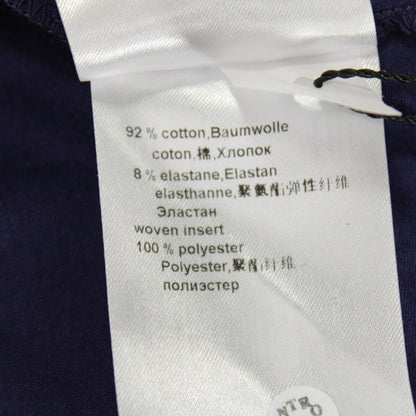 92 % cotton,Baumwolle
coton,棉,Хлопок
8 % elastane,Elastan
elasthanne,聚氨酯弹性纤维
Эластан
woven insert
100 % polyester
Polyester,聚酯纤维
полиэстер
NTRO